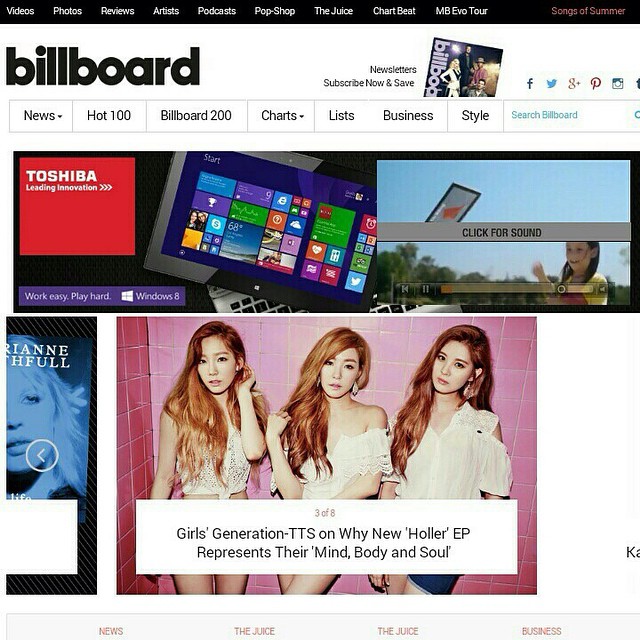 Videos Photos Reviews Artists Podcasts Pop-Shop The Juice Chart Beat MB Evo Tour Songs of Summer
billboard
Newsletters
Subscribe Now & Save
News Hot 100 Billboard 200 Charts Lists Business Style Search Billboard
TOSHIBA
Leading Innovation >>>
Start
68°
CLICK FOR SOUND
Work easy. Play hard. Windows 8
RIANNE
THFULL
life
3 of 8
Girls' Generation-TTS on Why New 'Holler' EP
Represents Their 'Mind, Body and Soul'
Ka
NEWS THE JUICE THE JUICE BUSINESS